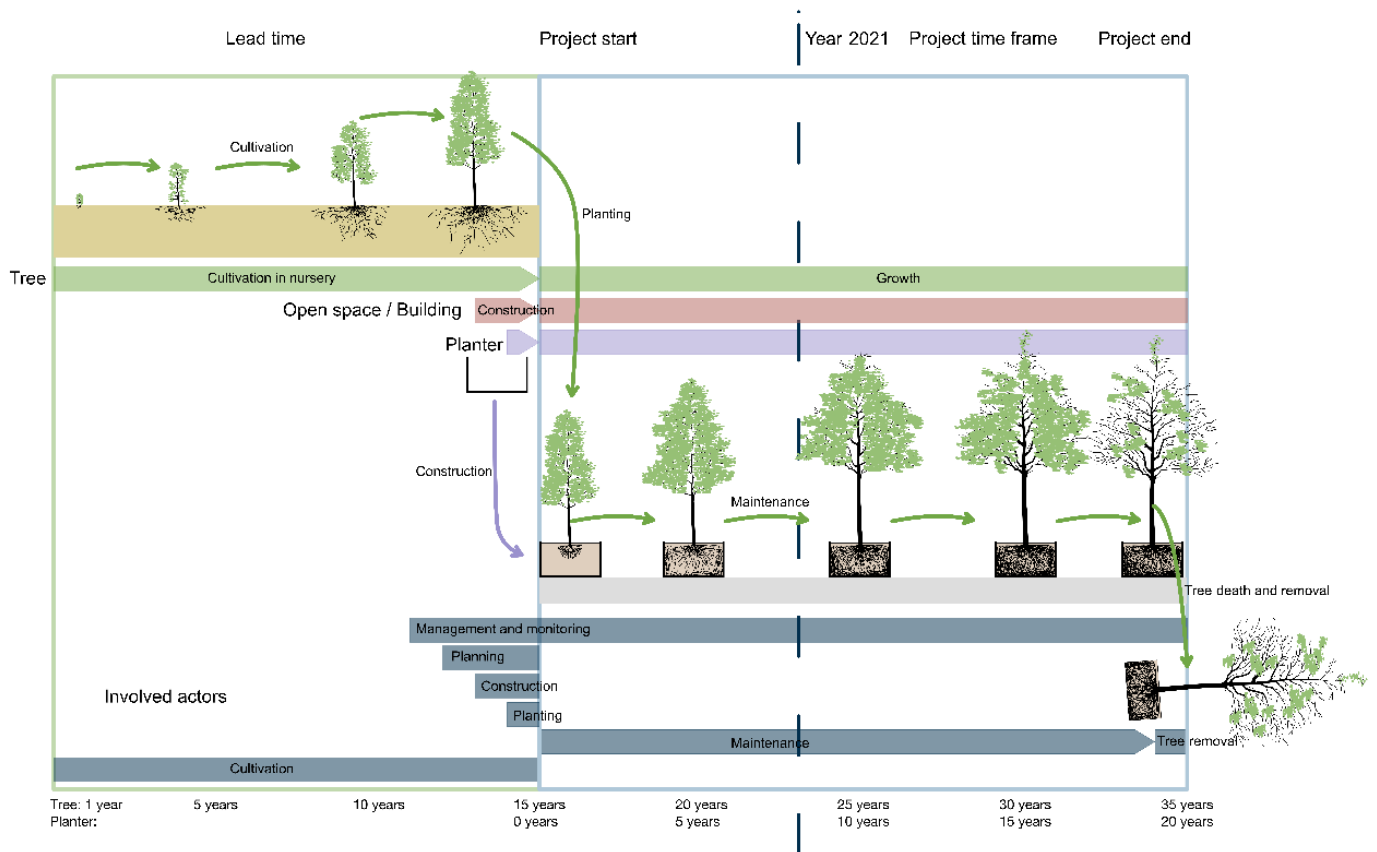 Lead time
Project start
Year 2021
Project time frame
Project end
Cultivation
Planting
Tree
Cultivation in nursery
Growth
Open space / Building
Construction
Planter
Construction
Maintenance
Tree death and removal
Management and monitoring
Planning
Construction
Involved actors
Planting
Maintenance
Tree removal
Cultivation
Tree: 1 year
5 years
10 years
15 years
20 years
25 years
30 years
35 years
Planter:
0 years
5 years
10 years
15 years
20 years